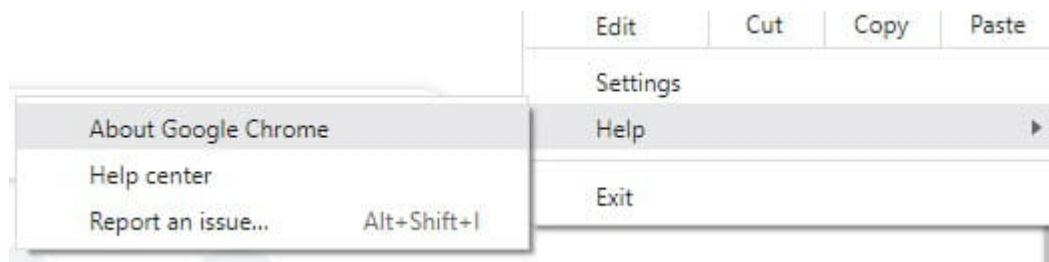 Edit Cut Copy Paste
Settings
Help
Exit
About Google Chrome
Help center
Report an issue... Alt+Shift+I